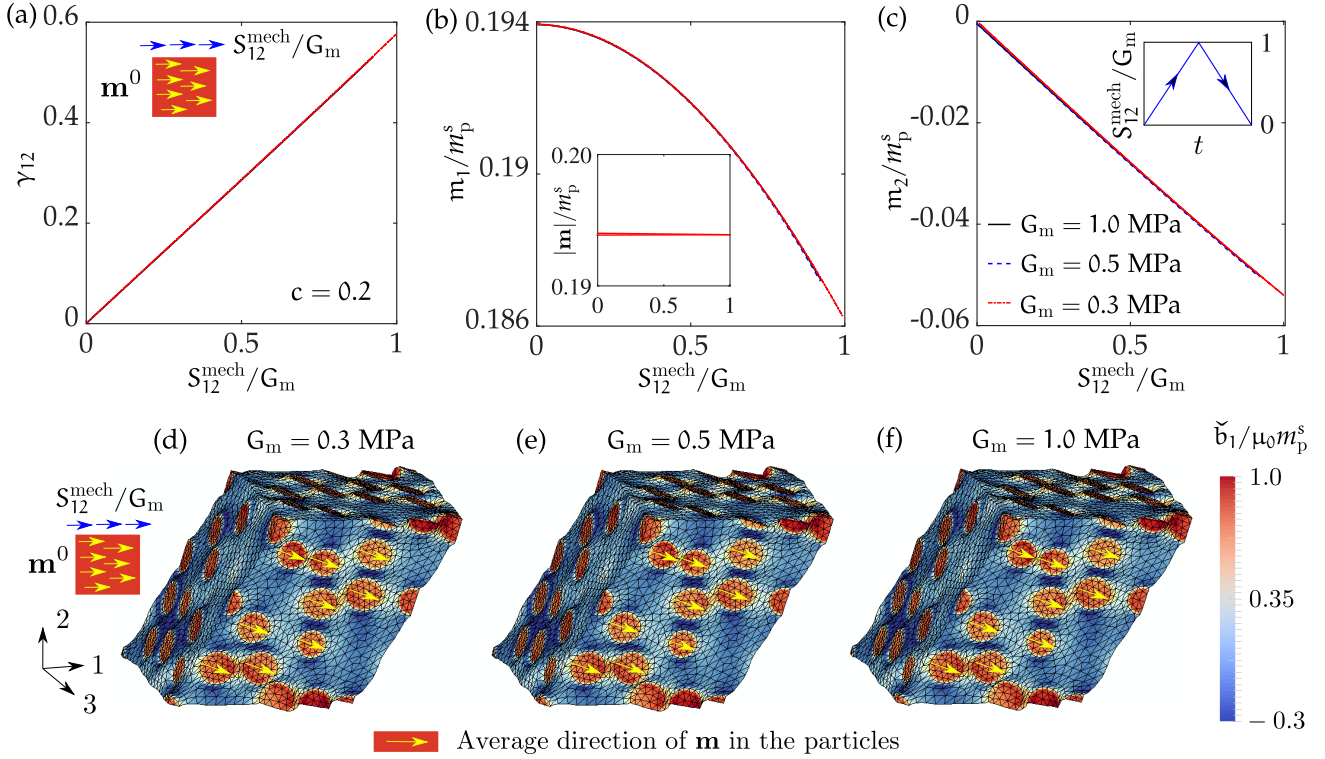 (a)
0.6
0.4
0.2
0
γ₁₂
S₁₂ᵐᵉᶜʰ/Gₘ
𝐦⁰
c = 0.2
0
0.5
1
S₁₂ᵐᵉᶜʰ/Gₘ
(b)
0.194
0.19
0.186
m₁/mₚˢ
0.20
0.19
|𝐦|/mₚˢ
0
1
0
0.5
1
S₁₂ᵐᵉᶜʰ/Gₘ
(c)
0
-0.02
-0.04
-0.06
m₂/mₚˢ
S₁₂ᵐᵉᶜʰ/Gₘ
1
0
t
Gₘ = 1.0 MPa
Gₘ = 0.5 MPa
Gₘ = 0.3 MPa
0
0.5
1
S₁₂ᵐᵉᶜʰ/Gₘ
(d)
Gₘ = 0.3 MPa
(e)
Gₘ = 0.5 MPa
(f)
Gₘ = 1.0 MPa
b̌₁/μ₀mₚˢ
1.0
0.35
−0.3
S₁₂ᵐᵉᶜʰ/Gₘ
𝐦⁰
2
1
3
Average direction of 𝐦 in the particles